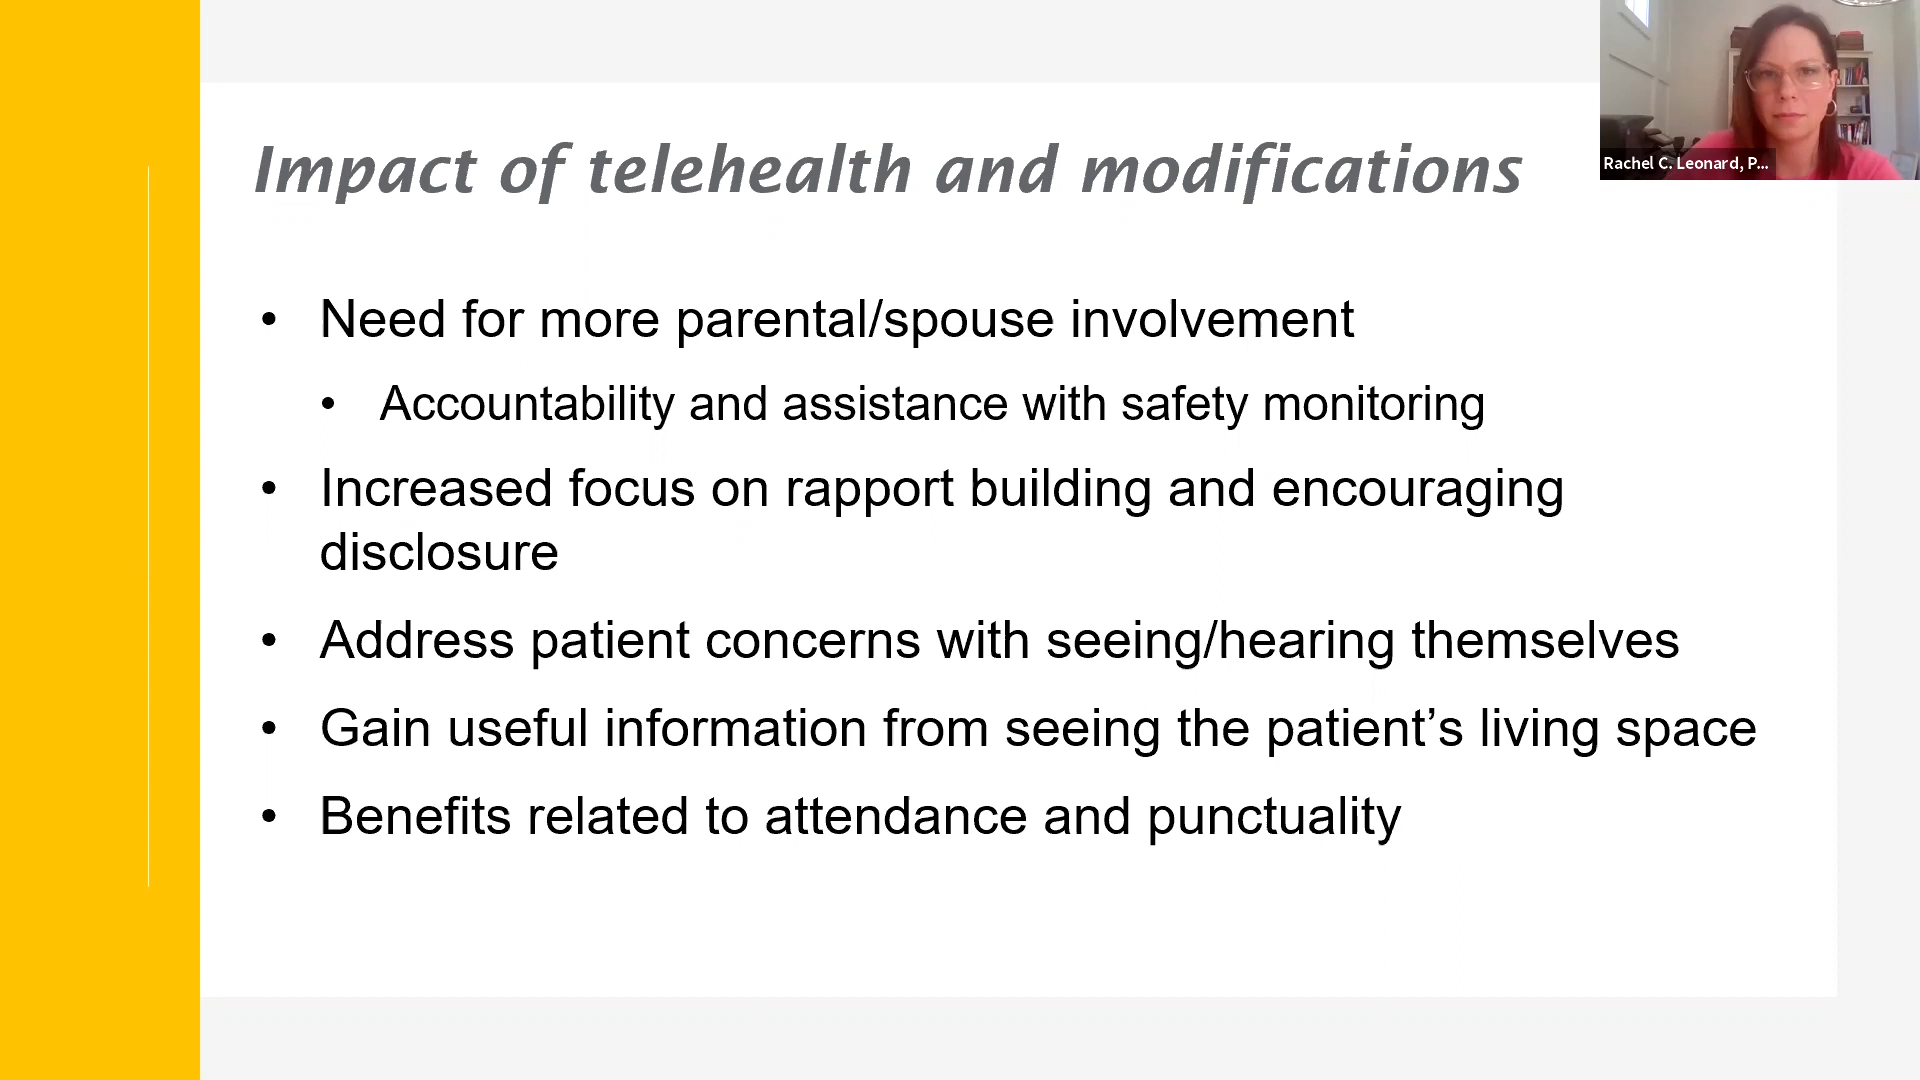 Impact of telehealth and modifications
Rachel C. Leonard, P...
• Need for more parental/spouse involvement
• Accountability and assistance with safety monitoring
• Increased focus on rapport building and encouraging
disclosure
• Address patient concerns with seeing/hearing themselves
• Gain useful information from seeing the patient’s living space
• Benefits related to attendance and punctuality